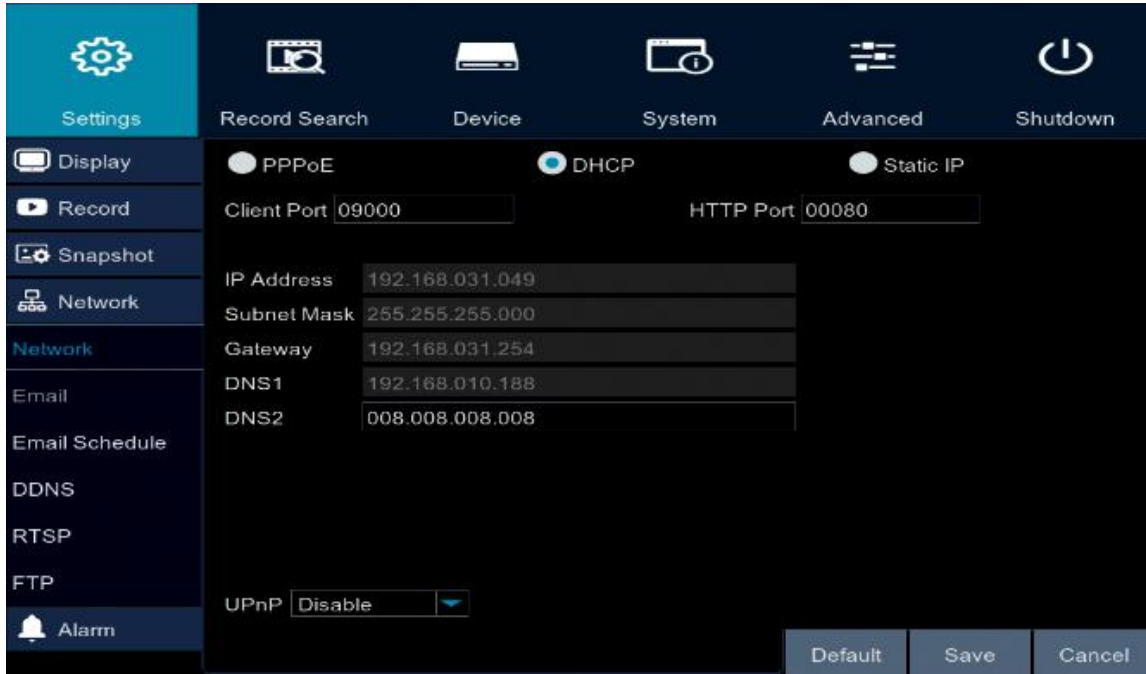 Settings Record Search Device System Advanced Shutdown
Display
PPPoE DHCP Static IP
Record
Client Port 09000 HTTP Port 00080
Snapshot
IP Address 192.168.031.049
Network
Subnet Mask 255.255.255.000
Network
Gateway 192.168.031.254
DNS1 192.168.010.188
Email
DNS2 008.008.008.008
Email Schedule
DDNS
RTSP
FTP
UPnP Disable
Alarm
Default Save Cancel